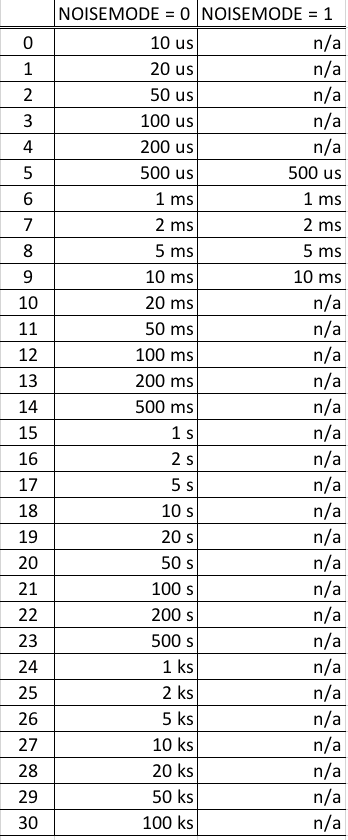 NOISEMODE = 0 NOISEMODE = 1
0 10 us n/a
1 20 us n/a
2 50 us n/a
3 100 us n/a
4 200 us n/a
5 500 us 500 us
6 1 ms 1 ms
7 2 ms 2 ms
8 5 ms 5 ms
9 10 ms 10 ms
10 20 ms n/a
11 50 ms n/a
12 100 ms n/a
13 200 ms n/a
14 500 ms n/a
15 1 s n/a
16 2 s n/a
17 5 s n/a
18 10 s n/a
19 20 s n/a
20 50 s n/a
21 100 s n/a
22 200 s n/a
23 500 s n/a
24 1 ks n/a
25 2 ks n/a
26 5 ks n/a
27 10 ks n/a
28 20 ks n/a
29 50 ks n/a
30 100 ks n/a